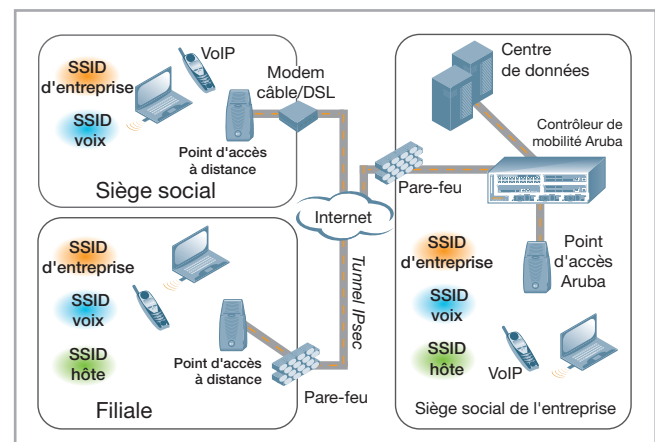 SSID
d'entreprise
SSID
voix
VoIP
Point d'accès
à distance
Modem
câble/DSL
Siège social
SSID
d'entreprise
SSID
voix
SSID
hôte
Point d'accès
à distance
Pare-feu
Filiale
Internet
Tunnel IPsec
Pare-feu
Centre
de données
Contrôleur de
mobilité Aruba
Point
d'accès
Aruba
SSID
d'entreprise
SSID
voix
SSID
hôte
VoIP
Siège social de l'entreprise